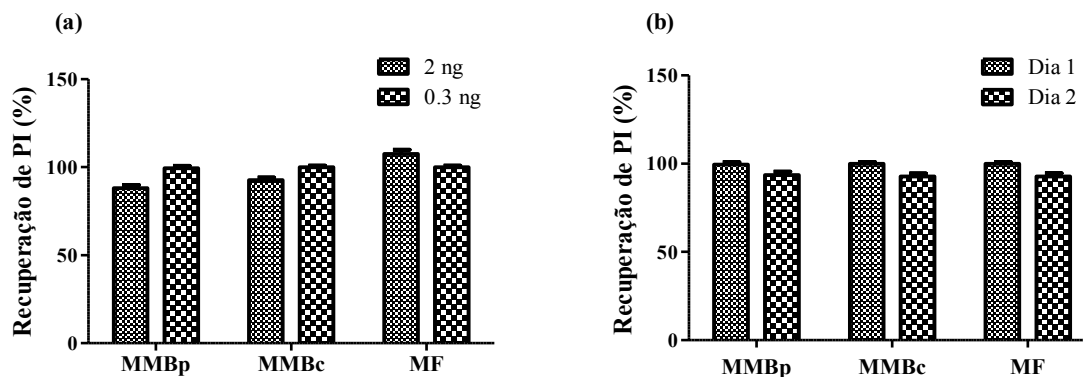 (a)
2 ng
0.3 ng
Recuperação de PI (%)
150
100
50
0
MMBp MMBc MF
(b)
Dia 1
Dia 2
Recuperação de PI (%)
150
100
50
0
MMBp MMBc MF